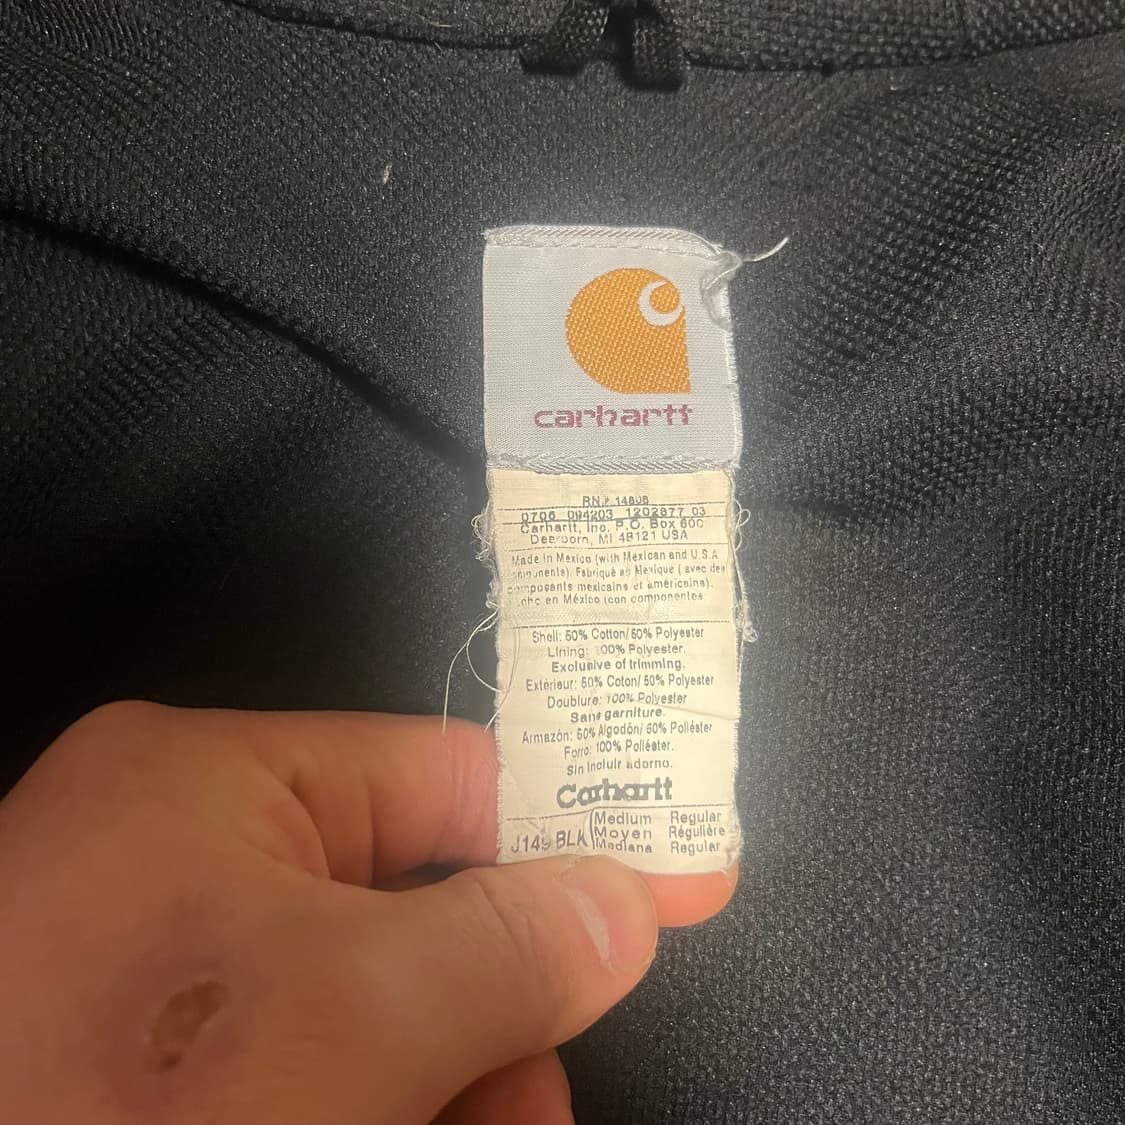 carhartt
RN# 14806
0706 094203 1202877 03
Carhartt, Inc. P.O. Box 600
Dearborn, MI 48121 USA
Made in Mexico (with Mexican and U.S.A
components). Fabriqué au Mexique ( avec des
composants mexicains et américains).
en México (con componentes
Shell: 50% Cotton/ 50% Polyester
Lining: 100% Polyester.
Exclusive of trimming.
Extérieur: 50% Coton/ 50% Polyester
Doublure: 100% Polyester
Sans garniture.
Armazón: 50% Algodón/ 50% Poliéster
Forro: 100% Poliéster.
Sin Incluir adorno.
Carhartt
J149 BLK
Medium Regular
Moyen Régulière
Mediana Regular